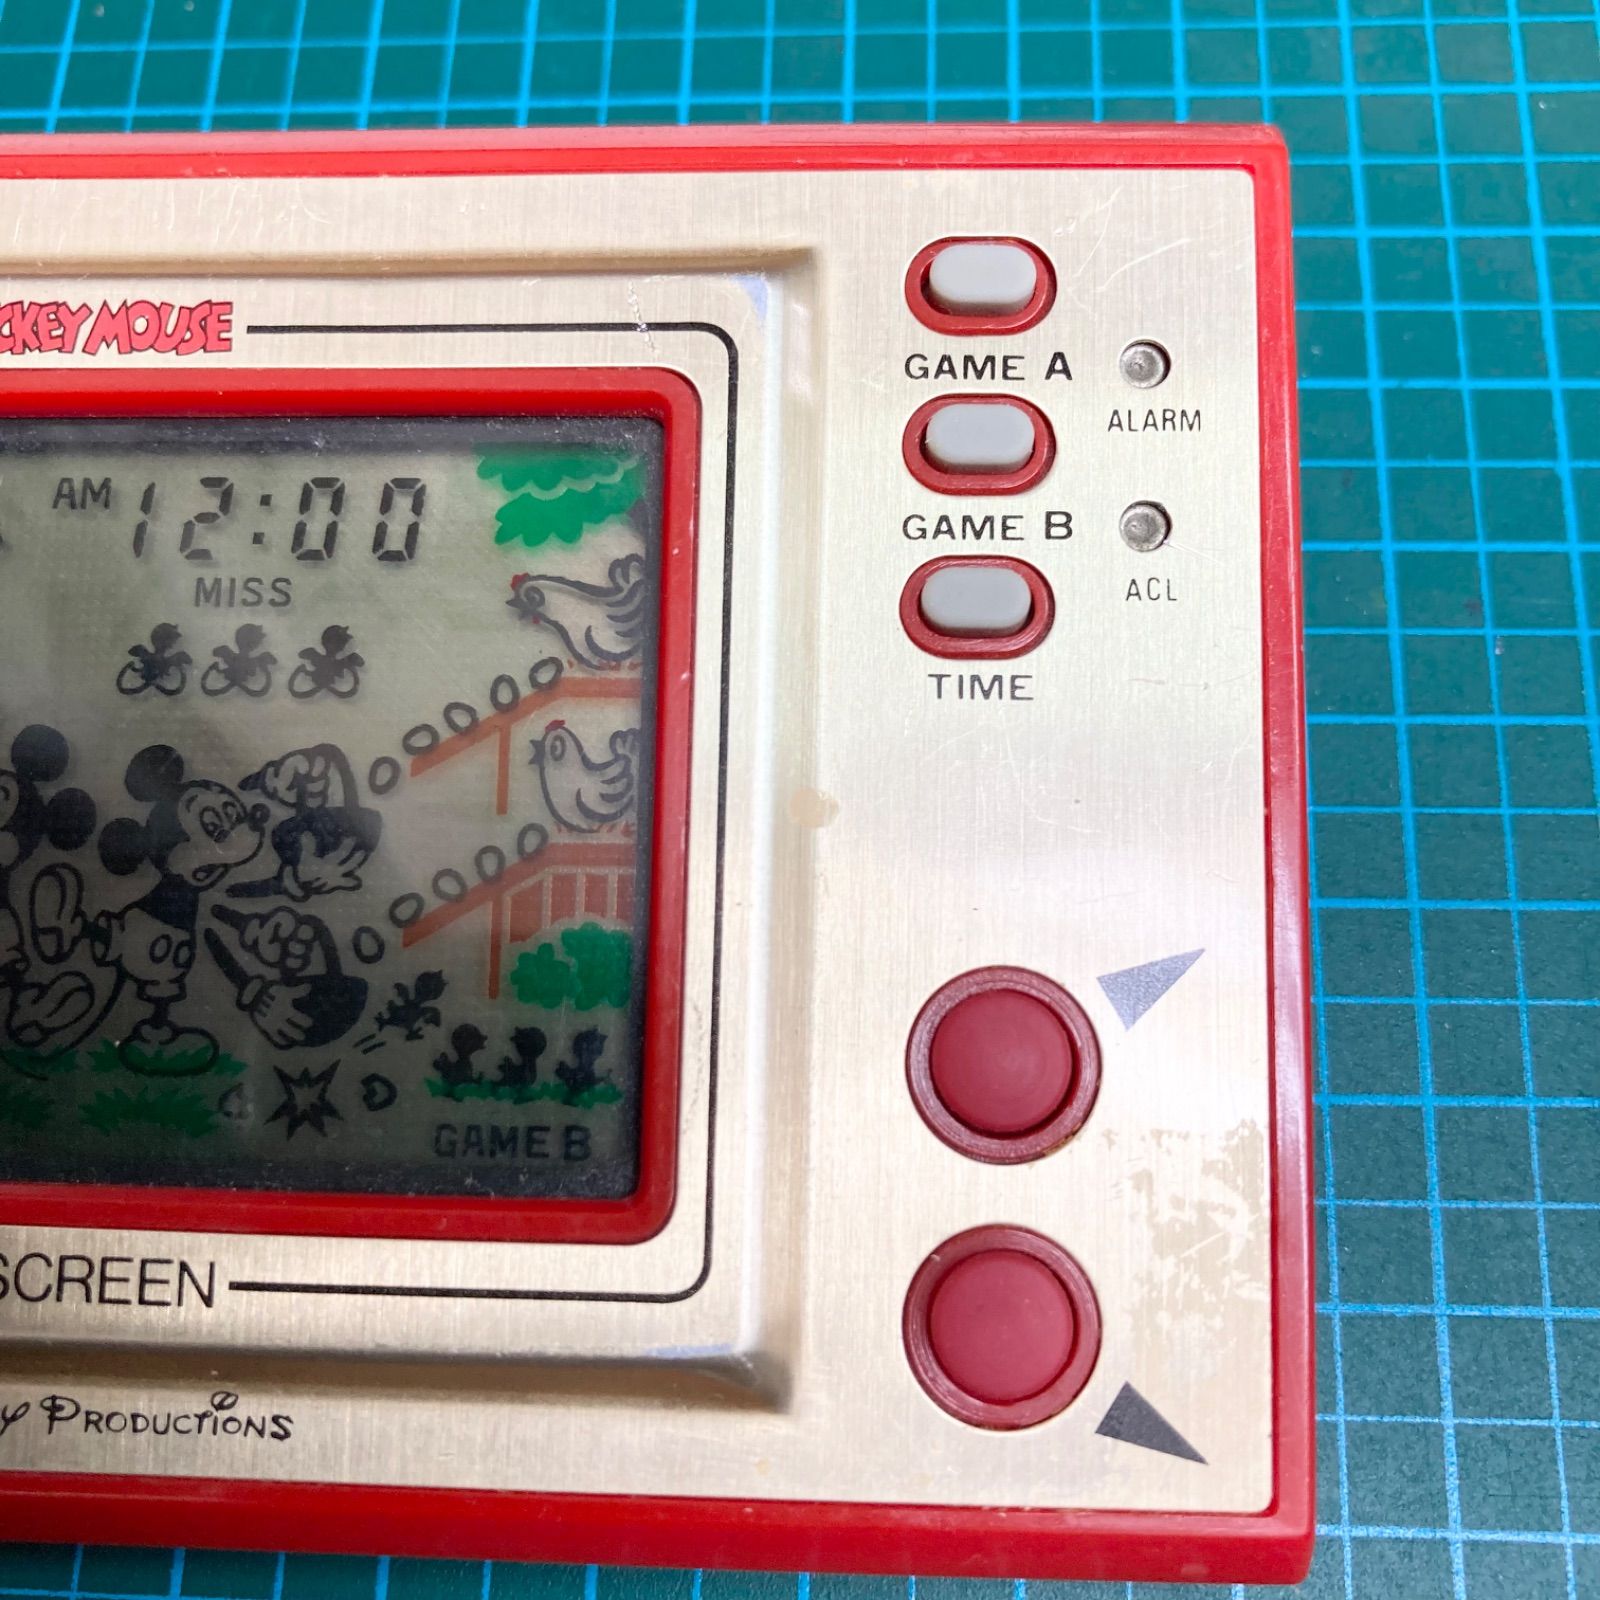 CKEY MOUSE
GAME A
ALARM
AM 12:00
MISS
GAME B
ACL
TIME
GAME B
SCREEN
y PRODUCTIONS